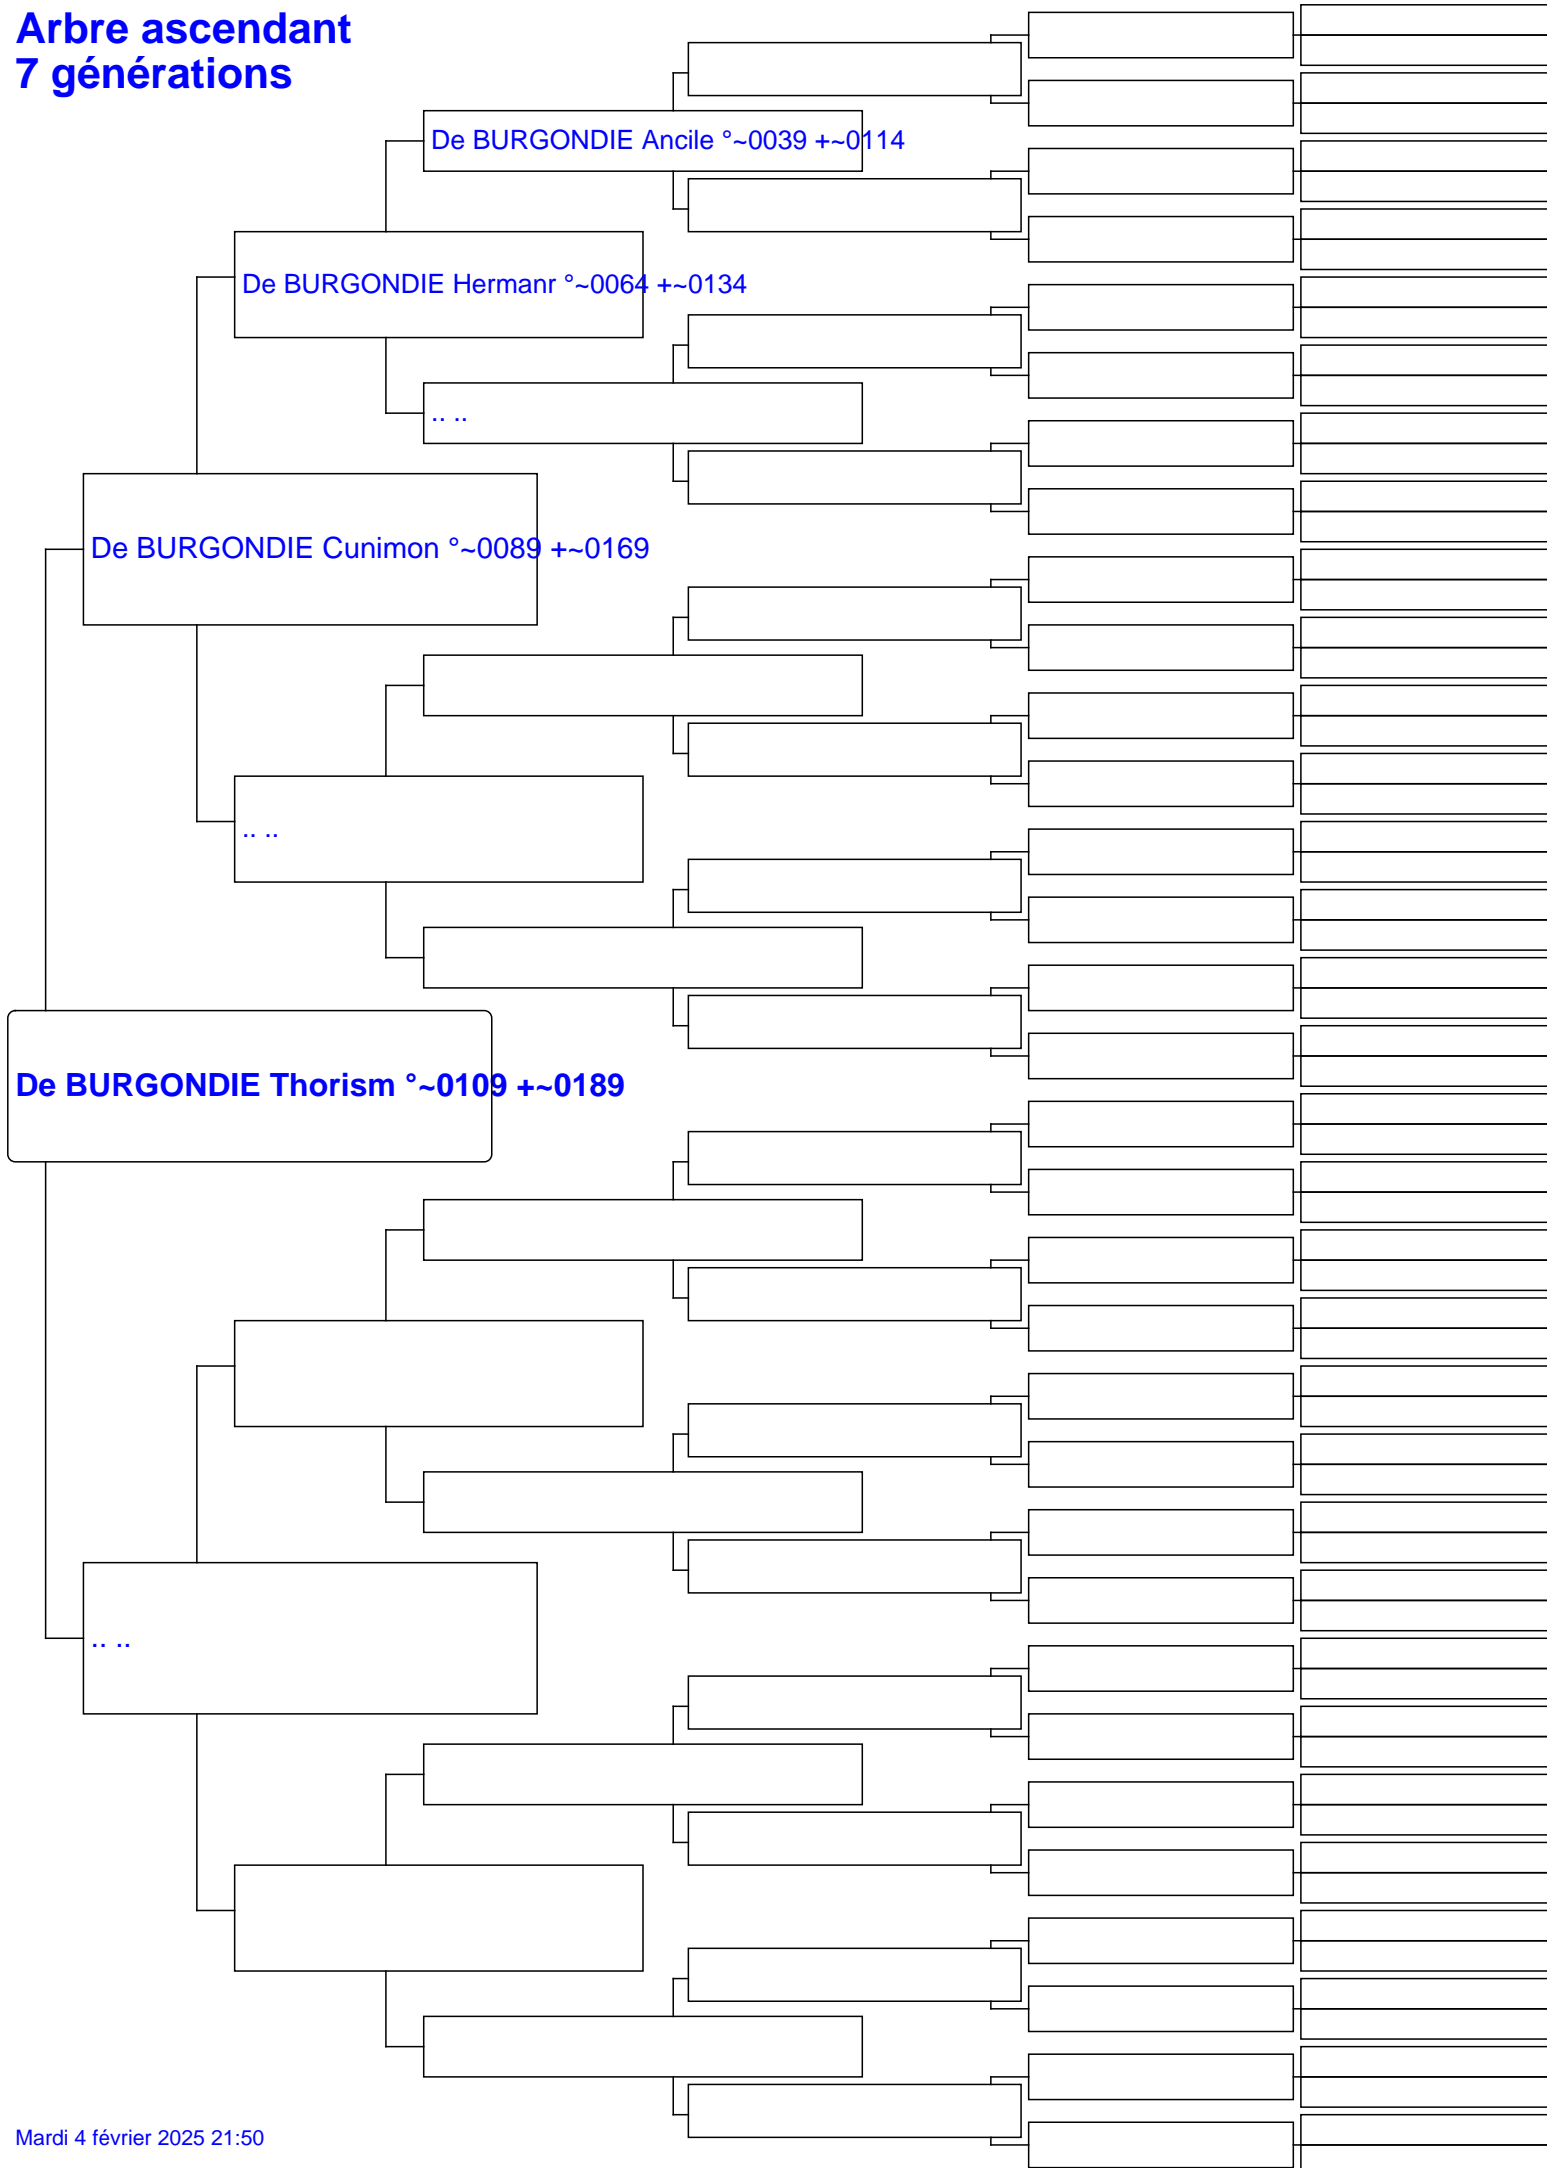 Arbre ascendant
7 générations
De BURGONDIE Ancile °~0039 +~0114
De BURGONDIE Hermanr °~0064 +~0134
.. ..
De BURGONDIE Cunimon °~0089 +~0169
.. ..
De BURGONDIE Thorism °~0109 +~0189
.. ..
Mardi 4 février 2025 21:50